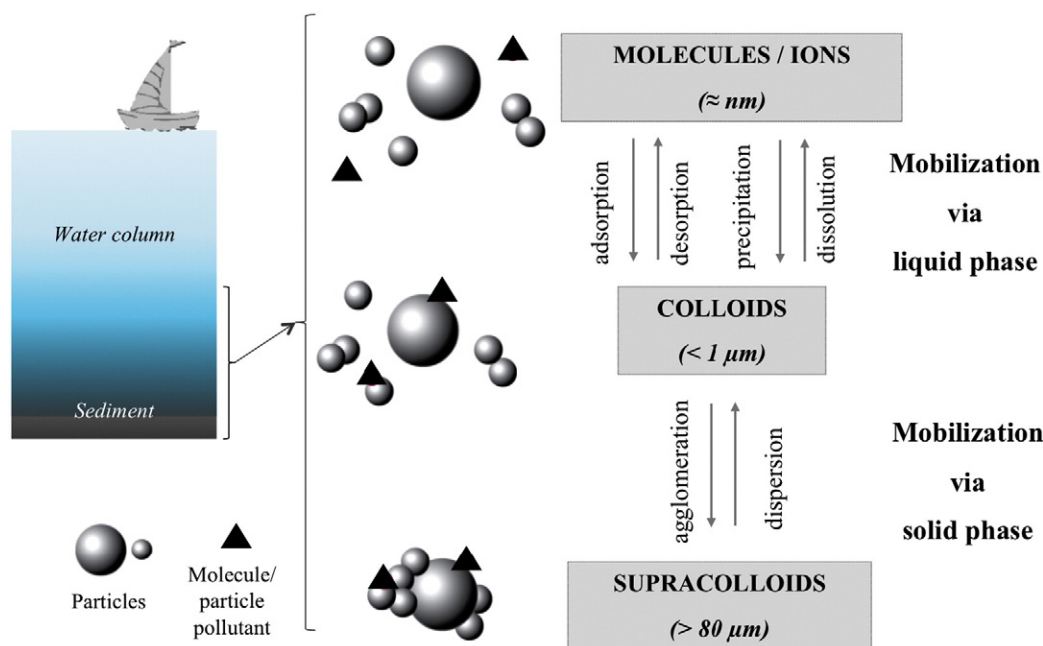 Water column
Sediment
Particles
Molecule/
particle
pollutant
MOLECULES / IONS
(≈ nm)
adsorption
desorption
precipitation
dissolution
Mobilization
via
liquid phase
COLLOIDS
(< 1 μm)
agglomeration
dispersion
Mobilization
via
solid phase
SUPRACOLLOIDS
(> 80 μm)